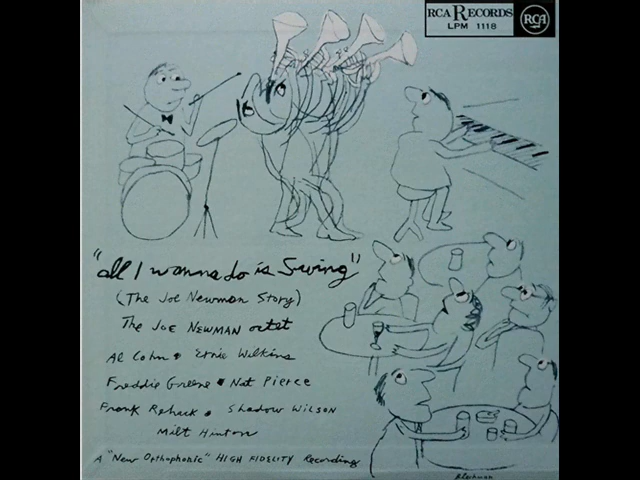 RCA RECORDS
LPM 1118
RCA
"all I wanna do is Swing"
(The Joe Newman Story)
The JOE NEWMAN octet
Al Cohn • Ernie Wilkins
Freddie Greene • Nat Pierce
Frank Rehack • Shadow Wilson
Milt Hinton
A "New Orthophonic" HIGH FIDELITY Recording